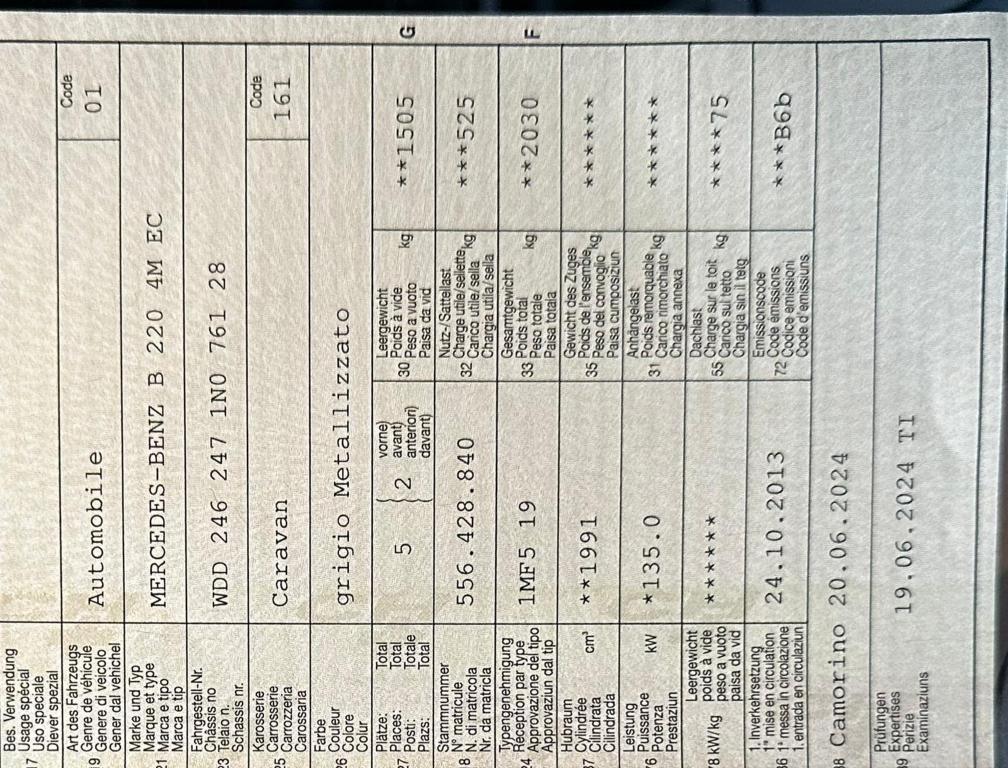 17 Bes. Verwendung
Usage spécial
Uso speciale
Diever spezial
19 Art des Fahrzeugs
Genre de véhicule
Genere di veicolo
Gener dal vehichel
Automobile
Code
01
21 Marke und Typ
Marque et type
Marca e tipo
Marca e tip
MERCEDES-BENZ B 220 4M EC
23 Fahrgestell-Nr.
Châssis no
Telaio n.
Schassis nr.
WDD 246 247 1N0 761 28
25 Karosserie
Carrosserie
Carrozzeria
Carossaria
Caravan
Code
161
26 Farbe
Couleur
Colore
Colur
grigio Metallizzato
27 Plätze: Total
Places: Total
Posti: Totale
Plazs: Total
5 { 2 vorne)
avant)
anteriori)
davant)
30 Leergewicht
Poids à vide
Peso a vuoto
Paisa da vid
kg
**1505
G
18 Stammnummer
N° matricule
N. di matricola
Nr. da matricla
556.428.840
32 Nutz-/Sattellast
Charge utile/sellette
Carico utile/sella
Chargia utila/sella
kg
***525
24 Typengenehmigung
Réception par type
Approvazione del tipo
Approvaziun dal tip
1MF5 19
33 Gesamtgewicht
Poids total
Peso totale
Paisa totala
kg
**2030
F
37 Hubraum
Cylindrée
Cilindrata
Cilindrada
cm³
**1991
35 Gewicht des Zuges
Poids de l'ensemble
Peso del convoglio
Paisa cumposiziun
kg
******
76 Leistung
Puissance
Potenza
Prestaziun
kW
*135.0
31 Anhängelast
Poids remorquable
Carico rimorchiato
Chargia annexa
kg
******
78 kW/kg
Leergewicht
poids à vide
peso a vuoto
paisa da vid
******
55 Dachlast
Charge sur le toit
Carico sul tetto
Chargia sin il tetg
kg
****75
36 1. Inverkehrsetzung
1re mise en circulation
1a messa in circolazione
1. entrada en circulaziun
24.10.2013
72 Emissionscode
Code émissions
Codice emissioni
Code d'emissiuns
***B6b
38 Camorino 20.06.2024
39 Prüfungen
Expertises
Perizie
Examinaziuns
19.06.2024 TI